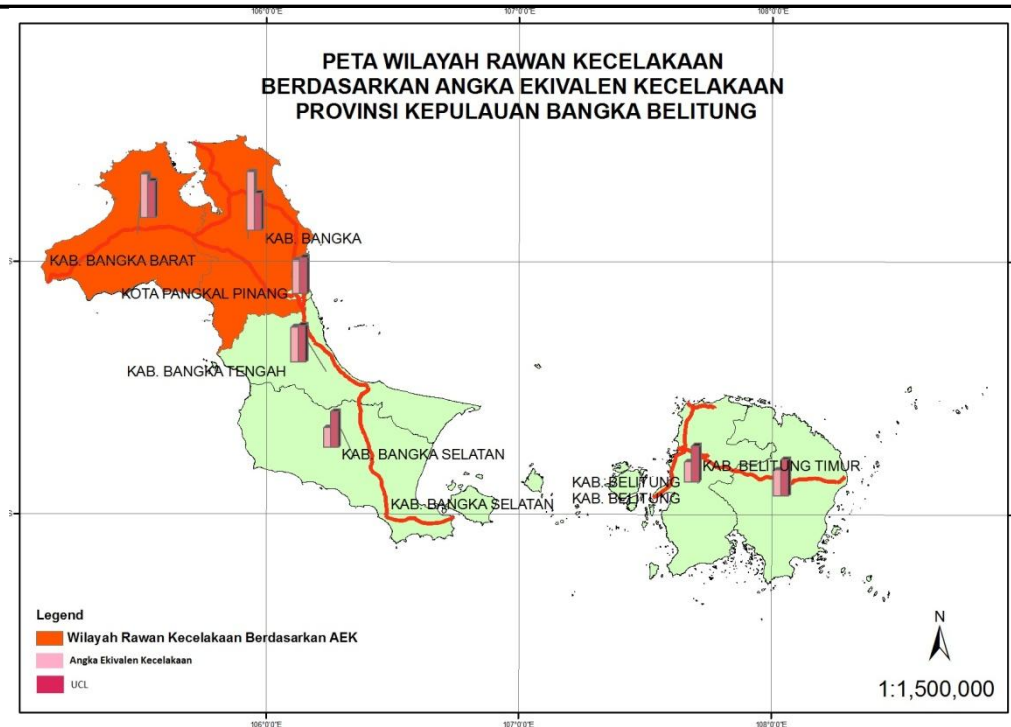 106°0'0"E
107°0'0"E
108°0'0"E
PETA WILAYAH RAWAN KECELAKAAN
BERDASARKAN ANGKA EKIVALEN KECELAKAAN
PROVINSI KEPULAUAN BANGKA BELITUNG
KAB. BANGKA
KAB. BANGKA BARAT
KOTA PANGKAL PINANG
KAB. BANGKA TENGAH
KAB. BANGKA SELATAN
KAB. BELITUNG TIMUR
KAB. BELITUNG
KAB. BELITUNG
KAB. BANGKA SELATAN
Legend
Wilayah Rawan Kecelakaan Berdasarkan AEK
Angka Ekivalen Kecelakaan
UCL
N
1:1,500,000
106°0'0"E
107°0'0"E
108°0'0"E